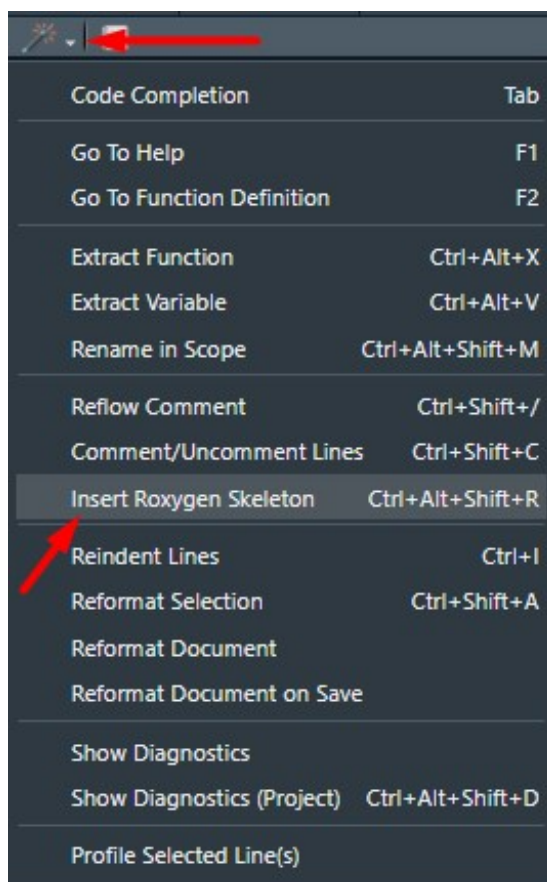 Code Completion Tab
Go To Help F1
Go To Function Definition F2
Extract Function Ctrl+Alt+X
Extract Variable Ctrl+Alt+V
Rename in Scope Ctrl+Alt+Shift+M
Reflow Comment Ctrl+Shift+/
Comment/Uncomment Lines Ctrl+Shift+C
Insert Roxygen Skeleton Ctrl+Alt+Shift+R
Reindent Lines Ctrl+I
Reformat Selection Ctrl+Shift+A
Reformat Document
Reformat Document on Save
Show Diagnostics
Show Diagnostics (Project) Ctrl+Alt+Shift+D
Profile Selected Line(s)